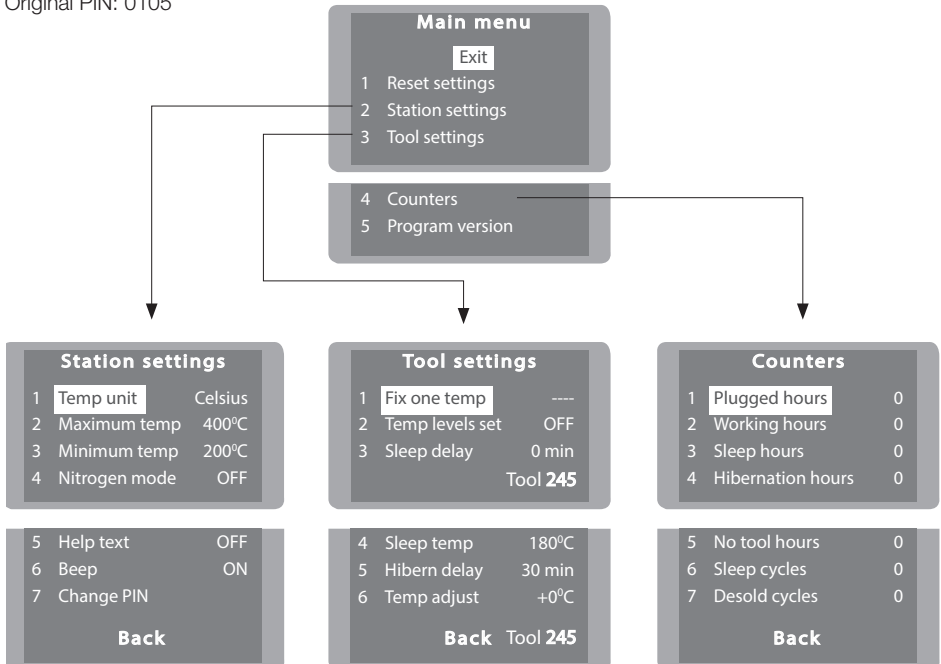 Original PIN: 0105
Main menu
Exit
1 Reset settings
2 Station settings
3 Tool settings
4 Counters
5 Program version
Station settings
1 Temp unit Celsius
2 Maximum temp 400⁰C
3 Minimum temp 200⁰C
4 Nitrogen mode OFF
5 Help text OFF
6 Beep ON
7 Change PIN
Back
Tool settings
1 Fix one temp ----
2 Temp levels set OFF
3 Sleep delay 0 min
Tool 245
4 Sleep temp 180⁰C
5 Hibern delay 30 min
6 Temp adjust +0⁰C
Back Tool 245
Counters
1 Plugged hours 0
2 Working hours 0
3 Sleep hours 0
4 Hibernation hours 0
5 No tool hours 0
6 Sleep cycles 0
7 Desold cycles 0
Back